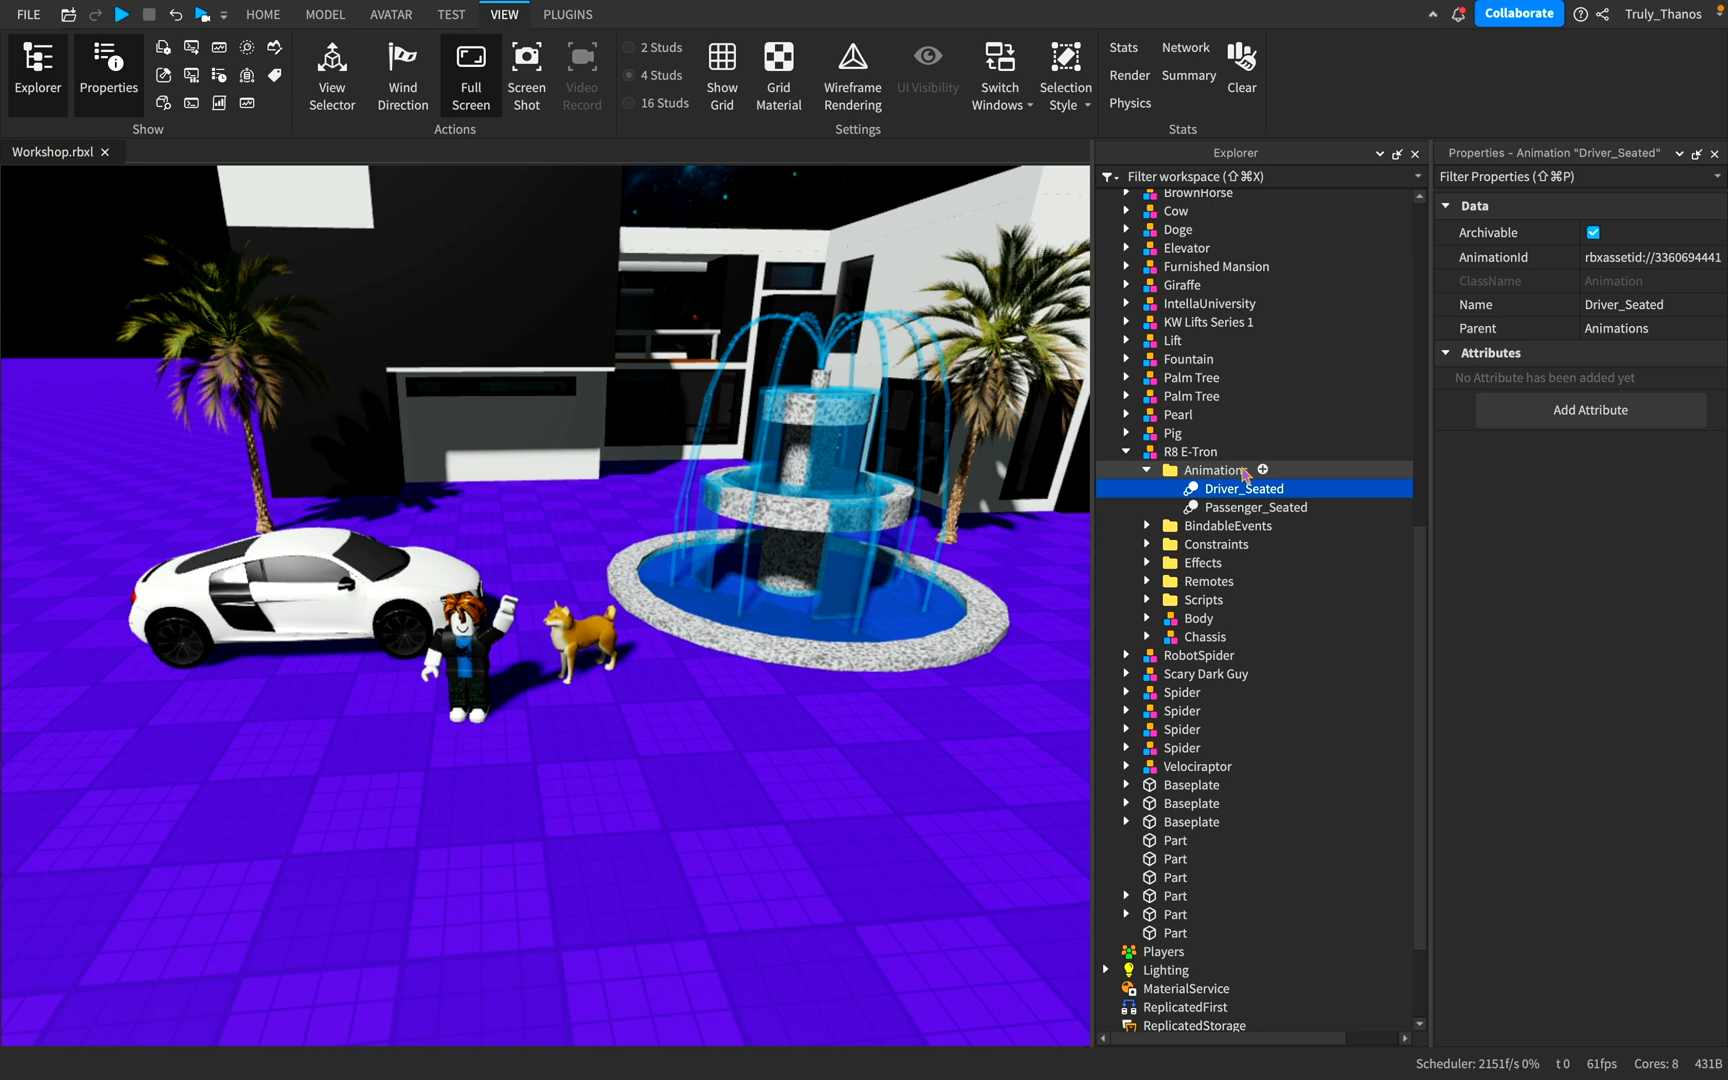 FILE
HOME
MODEL
AVATAR
TEST
VIEW
PLUGINS
Collaborate
Truly_Thanos
Explorer
Properties
Show
View
Selector
Wind
Direction
Full
Screen
Screen
Shot
Video
Record
Actions
2 Studs
4 Studs
16 Studs
Show
Grid
Grid
Material
Wireframe
Rendering
UI Visibility
Switch
Windows
Selection
Style
Settings
Stats
Network
Render
Summary
Physics
Clear
Stats
Workshop.rbxl
Explorer
Filter workspace (⇧⌘X)
BrownHorse
Cow
Doge
Elevator
Furnished Mansion
Giraffe
IntellaUniversity
KW Lifts Series 1
Lift
Fountain
Palm Tree
Palm Tree
Pearl
Pig
R8 E-Tron
Animations
Driver_Seated
Passenger_Seated
BindableEvents
Constraints
Effects
Remotes
Scripts
Body
Chassis
RobotSpider
Scary Dark Guy
Spider
Spider
Spider
Spider
Velociraptor
Baseplate
Baseplate
Baseplate
Part
Part
Part
Part
Part
Part
Players
Lighting
MaterialService
ReplicatedFirst
ReplicatedStorage
Properties - Animation "Driver_Seated"
Filter Properties (⇧⌘P)
Data
Archivable
AnimationId rbxassetid://3360694441
ClassName Animation
Name Driver_Seated
Parent Animations
Attributes
No Attribute has been added yet
Add Attribute
Scheduler: 2151f/s 0% t 0 61fps Cores: 8 431B